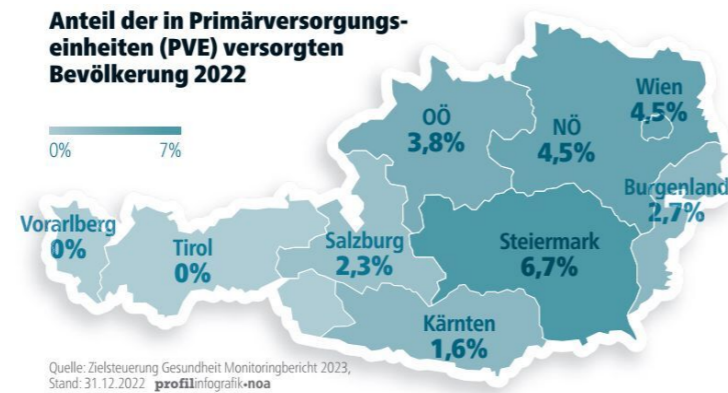 Anteil der in Primärversorgungs-
einheiten (PVE) versorgten
Bevölkerung 2022
0%
7%
Wien
4,5%
OÖ
3,8%
NÖ
4,5%
Burgenland
2,7%
Vorarlberg
0%
Tirol
0%
Salzburg
2,3%
Steiermark
6,7%
Kärnten
1,6%
Quelle: Zielsteuerung Gesundheit Monitoringbericht 2023,
Stand: 31.12.2022 profilinfografik•noa